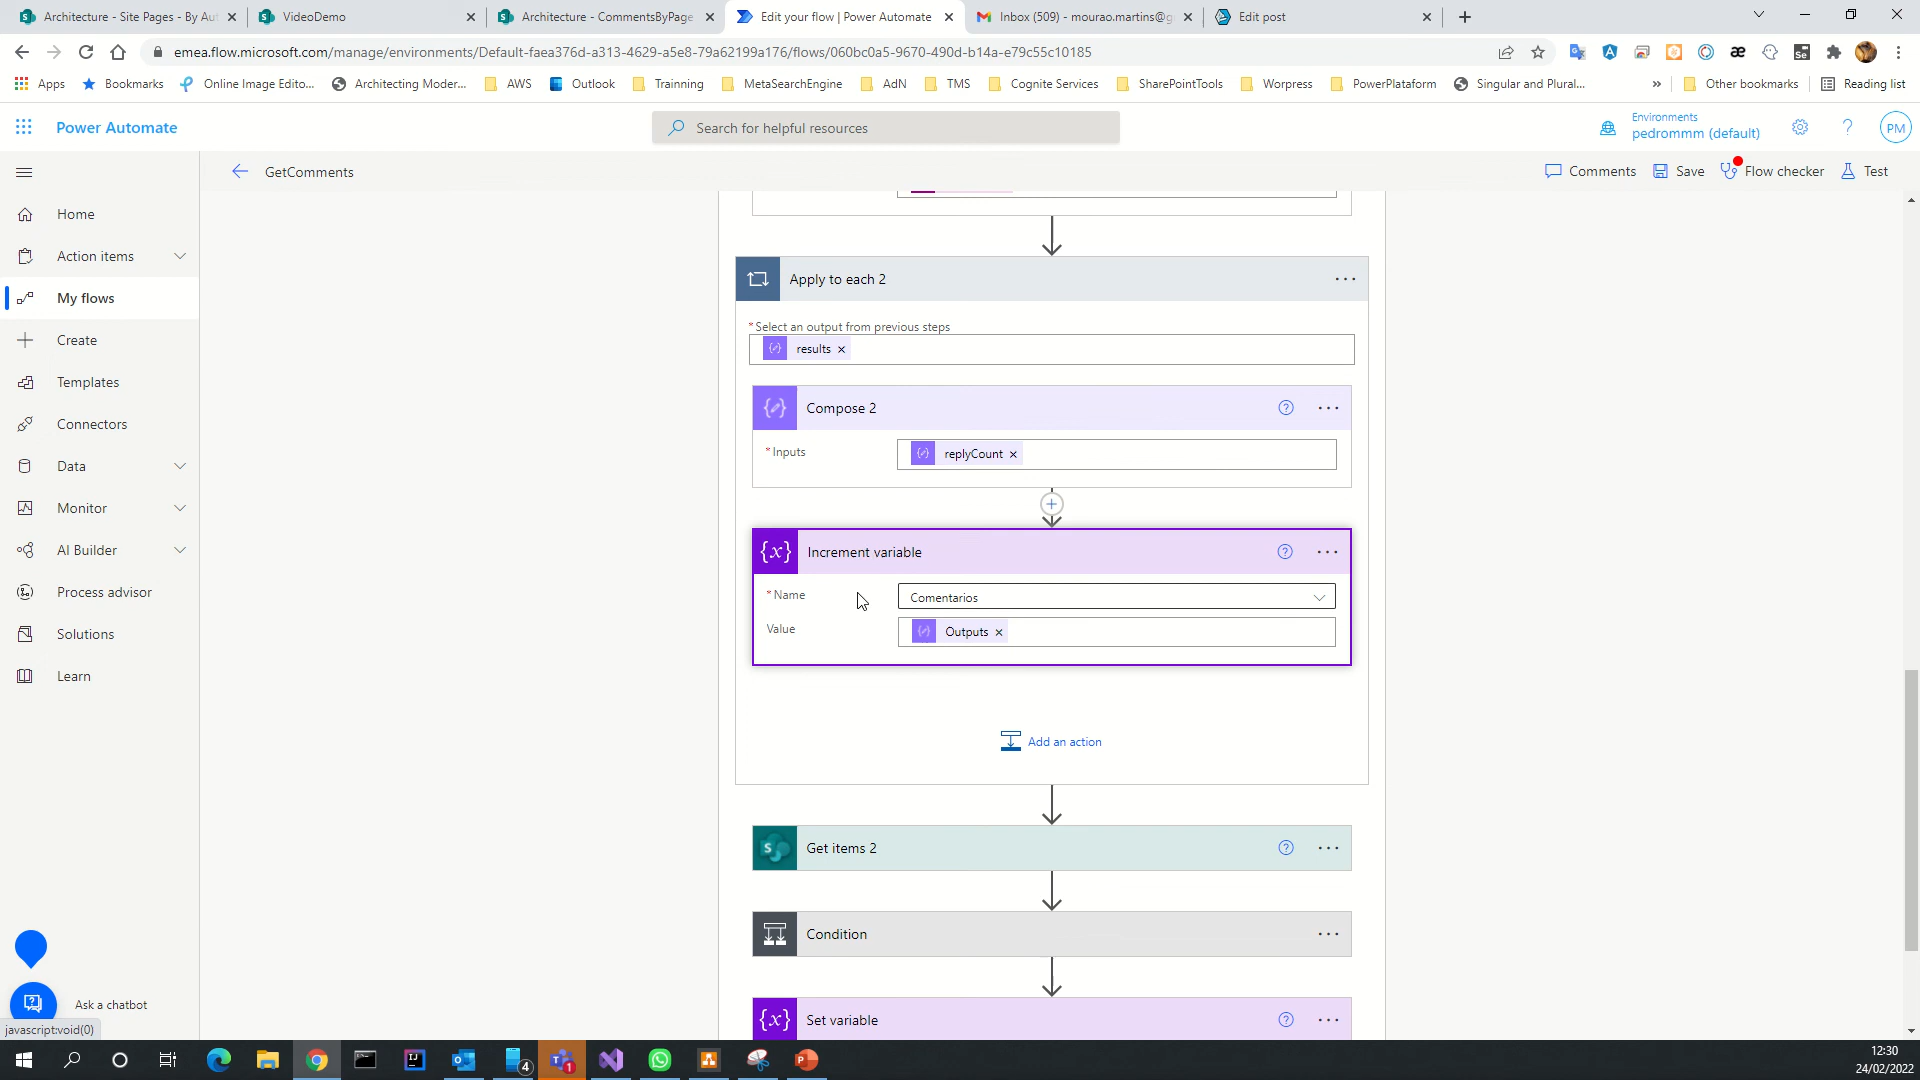 Architecture - Site Pages - By Aut
VideoDemo
Architecture - CommentsByPage
Edit your flow | Power Automate
Inbox (509) - mourao.martins@g
Edit post
emea.flow.microsoft.com/manage/environments/Default-faea376d-a313-4629-a5e8-79a62199a176/flows/060bc0a5-9670-490d-b14a-e79c55c10185
Apps
Bookmarks
Online Image Edito...
Architecting Moder...
AWS
Outlook
Trainning
MetaSearchEngine
AdN
TMS
Cognite Services
SharePointTools
Worpress
PowerPlataform
Singular and Plural...
»
Other bookmarks
Reading list
Power Automate
Search for helpful resources
Environments
pedrommm (default)
PM
GetComments
Comments
Save
Flow checker
Test
Home
Action items
My flows
Create
Templates
Connectors
Data
Monitor
AI Builder
Process advisor
Solutions
Learn
Ask a chatbot
javascript:void(0)
Apply to each 2
* Select an output from previous steps
results
Compose 2
* Inputs
replyCount
Increment variable
* Name
Comentarios
Value
Outputs
Add an action
Get items 2
Condition
Set variable
4
1
12:30
24/02/2022